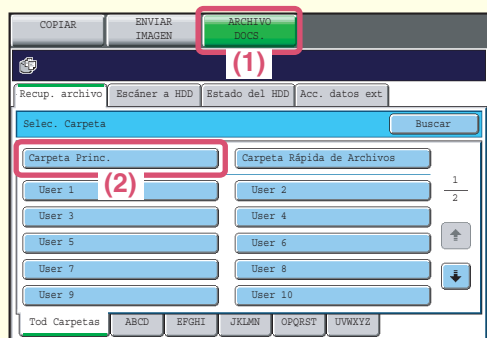 COPIAR
ENVIAR
IMAGEN
ARCHIVO
DOCS.
(1)
Recup. archivo Escáner a HDD Estado del HDD Acc. datos ext
Selec. Carpeta Buscar
Carpeta Princ. Carpeta Rápida de Archivos
(2)
User 1 User 2
1
2
User 3 User 4
User 5 User 6
User 7 User 8
User 9 User 10
Tod Carpetas ABCD EFGHI JKLMN OPQRST UVWXYZ